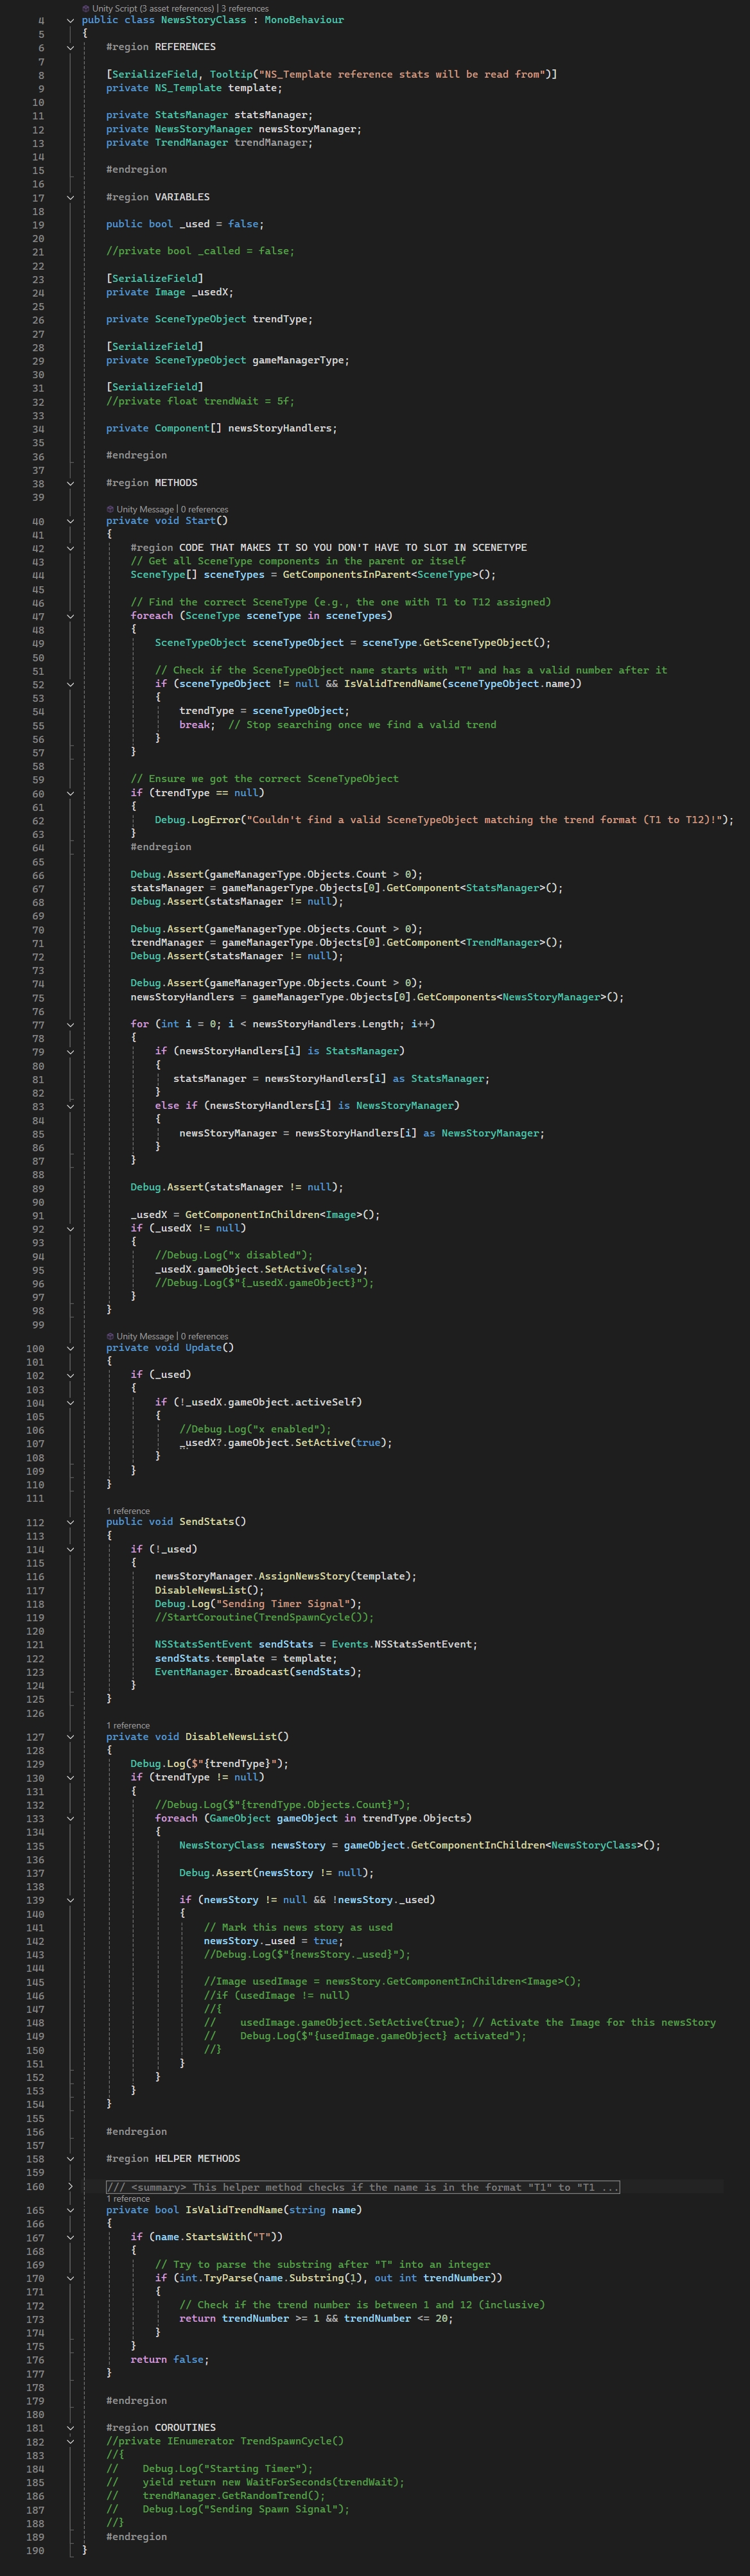 Unity Script (3 asset references) | 3 references
4 public class NewsStoryClass : MonoBehaviour
5 {
6 #region REFERENCES
7
8 [SerializeField, Tooltip("NS_Template reference stats will be read from")]
9 private NS_Template template;
10
11 private StatsManager statsManager;
12 private NewsStoryManager newsStoryManager;
13 private TrendManager trendManager;
14
15 #endregion
16
17 #region VARIABLES
18
19 public bool _used = false;
20
21 //private bool _called = false;
22
23 [SerializeField]
24 private Image _usedX;
25
26 private SceneTypeObject trendType;
27
28 [SerializeField]
29 private SceneTypeObject gameManagerType;
30
31 [SerializeField]
32 //private float trendWait = 5f;
33
34 private Component[] newsStoryHandlers;
35
36 #endregion
37
38 #region METHODS
39
Unity Message | 0 references
40 private void Start()
41 {
42 #region CODE THAT MAKES IT SO YOU DON'T HAVE TO SLOT IN SCENETYPE
43 // Get all SceneType components in the parent or itself
44 SceneType[] sceneTypes = GetComponentsInParent<SceneType>();
45
46 // Find the correct SceneType (e.g., the one with T1 to T12 assigned)
47 foreach (SceneType sceneType in sceneTypes)
48 {
49 SceneTypeObject sceneTypeObject = sceneType.GetSceneTypeObject();
50
51 // Check if the SceneTypeObject name starts with "T" and has a valid number after it
52 if (sceneTypeObject != null && IsValidTrendName(sceneTypeObject.name))
53 {
54 trendType = sceneTypeObject;
55 break; // Stop searching once we find a valid trend
56 }
57 }
58
59 // Ensure we got the correct SceneTypeObject
60 if (trendType == null)
61 {
62 Debug.LogError("Couldn't find a valid SceneTypeObject matching the trend format (T1 to T12)!");
63 }
64 #endregion
65
66 Debug.Assert(gameManagerType.Objects.Count > 0);
67 statsManager = gameManagerType.Objects[0].GetComponent<StatsManager>();
68 Debug.Assert(statsManager != null);
69
70 Debug.Assert(gameManagerType.Objects.Count > 0);
71 trendManager = gameManagerType.Objects[0].GetComponent<TrendManager>();
72 Debug.Assert(statsManager != null);
73
74 Debug.Assert(gameManagerType.Objects.Count > 0);
75 newsStoryHandlers = gameManagerType.Objects[0].GetComponents<NewsStoryManager>();
76
77 for (int i = 0; i < newsStoryHandlers.Length; i++)
78 {
79 if (newsStoryHandlers[i] is StatsManager)
80 {
81 statsManager = newsStoryHandlers[i] as StatsManager;
82 }
83 else if (newsStoryHandlers[i] is NewsStoryManager)
84 {
85 newsStoryManager = newsStoryHandlers[i] as NewsStoryManager;
86 }
87 }
88
89 Debug.Assert(statsManager != null);
90
91 _usedX = GetComponentInChildren<Image>();
92 if (_usedX != null)
93 {
94 //Debug.Log("x disabled");
95 _usedX.gameObject.SetActive(false);
96 //Debug.Log($"{_usedX.gameObject}");
97 }
98 }
99
Unity Message | 0 references
100 private void Update()
101 {
102 if (_used)
103 {
104 if (!_usedX.gameObject.activeSelf)
105 {
106 //Debug.Log("x enabled");
107 _usedX?.gameObject.SetActive(true);
108 }
109 }
110 }
111
1 reference
112 public void SendStats()
113 {
114 if (!_used)
115 {
116 newsStoryManager.AssignNewsStory(template);
117 DisableNewsList();
118 Debug.Log("Sending Timer Signal");
119 //StartCoroutine(TrendSpawnCycle());
120
121 NSStatsSentEvent sendStats = Events.NSStatsSentEvent;
122 sendStats.template = template;
123 EventManager.Broadcast(sendStats);
124 }
125 }
126
1 reference
127 private void DisableNewsList()
128 {
129 Debug.Log($"{trendType}");
130 if (trendType != null)
131 {
132 //Debug.Log($"{trendType.Objects.Count}");
133 foreach (GameObject gameObject in trendType.Objects)
134 {
135 NewsStoryClass newsStory = gameObject.GetComponentInChildren<NewsStoryClass>();
136
137 Debug.Assert(newsStory != null);
138
139 if (newsStory != null && !newsStory._used)
140 {
141 // Mark this news story as used
142 newsStory._used = true;
143 //Debug.Log($"{newsStory._used}");
144
145 //Image usedImage = newsStory.GetComponentInChildren<Image>();
146 //if (usedImage != null)
147 //{
148 // usedImage.gameObject.SetActive(true); // Activate the Image for this newsStory
149 // Debug.Log($"{usedImage.gameObject} activated");
150 //}
151 }
152 }
153 }
154 }
155
156 #endregion
157
158 #region HELPER METHODS
159
160 /// <summary> This helper method checks if the name is in the format "T1" to "T1 ...
1 reference
165 private bool IsValidTrendName(string name)
166 {
167 if (name.StartsWith("T"))
168 {
169 // Try to parse the substring after "T" into an integer
170 if (int.TryParse(name.Substring(1), out int trendNumber))
171 {
172 // Check if the trend number is between 1 and 12 (inclusive)
173 return trendNumber >= 1 && trendNumber <= 20;
174 }
175 }
176 return false;
177 }
178
179 #endregion
180
181 #region COROUTINES
182 //private IEnumerator TrendSpawnCycle()
183 //{
184 // Debug.Log("Starting Timer");
185 // yield return new WaitForSeconds(trendWait);
186 // trendManager.GetRandomTrend();
187 // Debug.Log("Sending Spawn Signal");
188 //}
189 #endregion
190 }